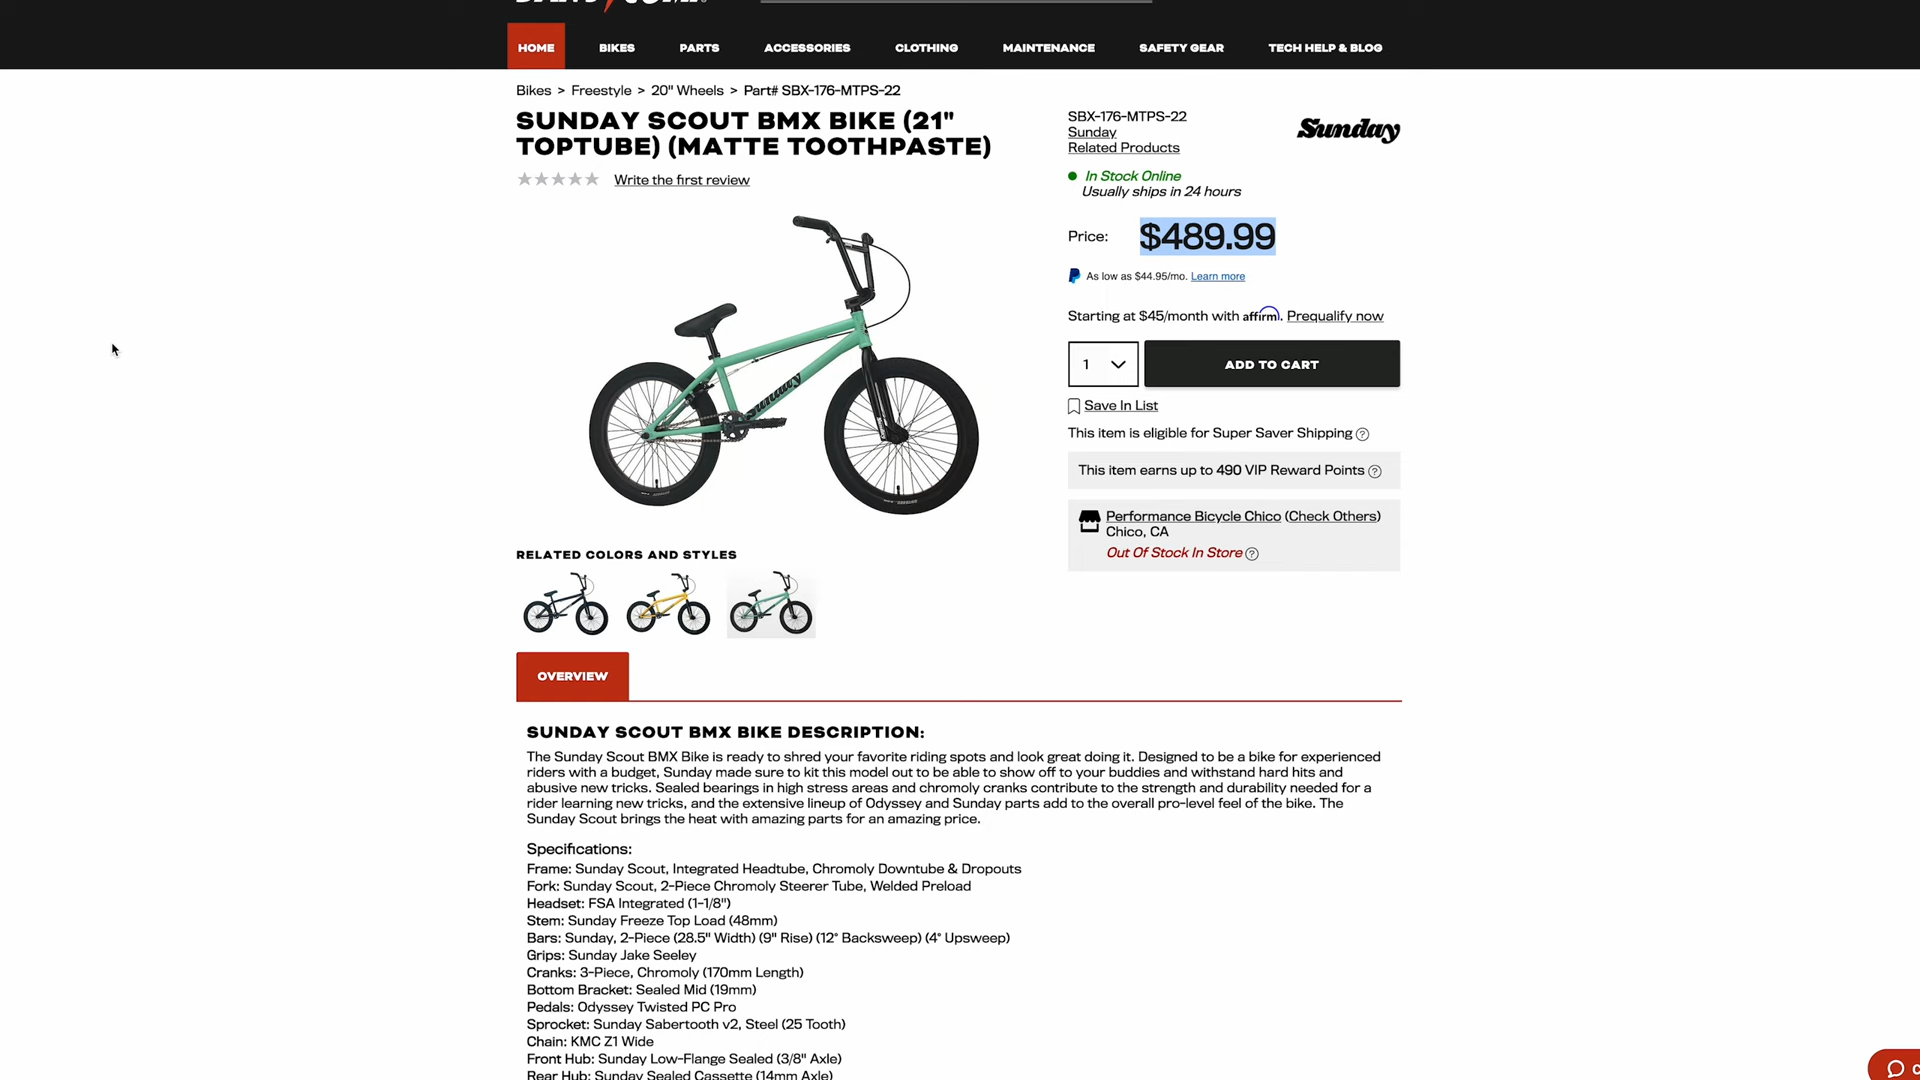 HOME BIKES PARTS ACCESSORIES CLOTHING MAINTENANCE SAFETY GEAR TECH HELP & BLOG
Bikes > Freestyle > 20" Wheels > Part# SBX-176-MTPS-22
SUNDAY SCOUT BMX BIKE (21"
TOPTUBE) (MATTE TOOTHPASTE)
Write the first review
SBX-176-MTPS-22
Sunday
Related Products
Sunday
In Stock Online
Usually ships in 24 hours
Price: $489.99
As low as $44.95/mo. Learn more
Starting at $45/month with affirm. Prequalify now
1 ADD TO CART
Save In List
This item is eligible for Super Saver Shipping ?
This item earns up to 490 VIP Reward Points ?
Performance Bicycle Chico (Check Others)
Chico, CA
Out Of Stock In Store ?
Sunday
RELATED COLORS AND STYLES
OVERVIEW
SUNDAY SCOUT BMX BIKE DESCRIPTION:
The Sunday Scout BMX Bike is ready to shred your favorite riding spots and look great doing it. Designed to be a bike for experienced
riders with a budget, Sunday made sure to kit this model out to be able to show off to your buddies and withstand hard hits and
abusive new tricks. Sealed bearings in high stress areas and chromoly cranks contribute to the strength and durability needed for a
rider learning new tricks, and the extensive lineup of Odyssey and Sunday parts add to the overall pro-level feel of the bike. The
Sunday Scout brings the heat with amazing parts for an amazing price.
Specifications:
Frame: Sunday Scout, Integrated Headtube, Chromoly Downtube & Dropouts
Fork: Sunday Scout, 2-Piece Chromoly Steerer Tube, Welded Preload
Headset: FSA Integrated (1-1/8")
Stem: Sunday Freeze Top Load (48mm)
Bars: Sunday, 2-Piece (28.5" Width) (9" Rise) (12° Backsweep) (4° Upsweep)
Grips: Sunday Jake Seeley
Cranks: 3-Piece, Chromoly (170mm Length)
Bottom Bracket: Sealed Mid (19mm)
Pedals: Odyssey Twisted PC Pro
Sprocket: Sunday Sabertooth v2, Steel (25 Tooth)
Chain: KMC Z1 Wide
Front Hub: Sunday Low-Flange Sealed (3/8" Axle)
Rear Hub: Sunday Sealed Cassette (14mm Axle)